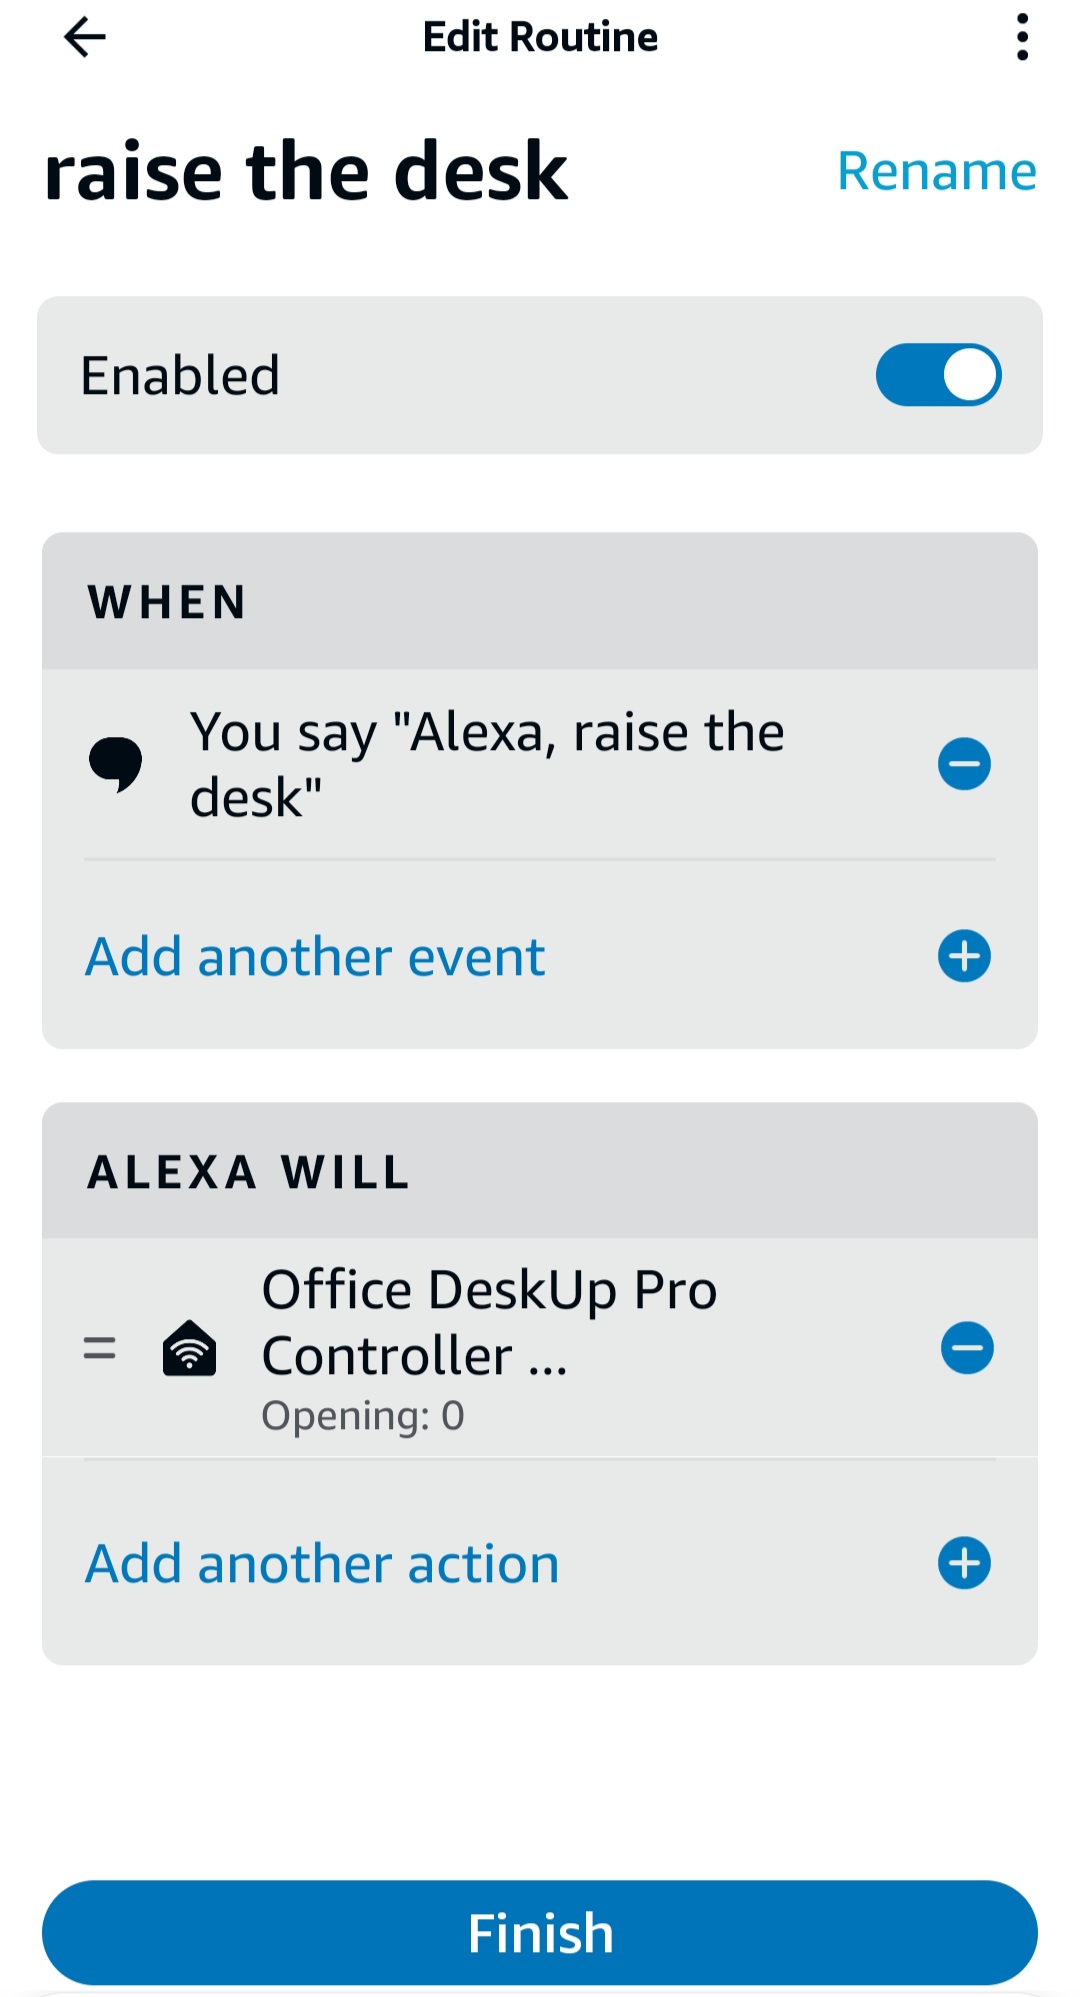 Edit Routine
raise the desk
Rename
Enabled
WHEN
You say "Alexa, raise the
desk"
Add another event
ALEXA WILL
Office DeskUp Pro
Controller ...
Opening: 0
Add another action
Finish